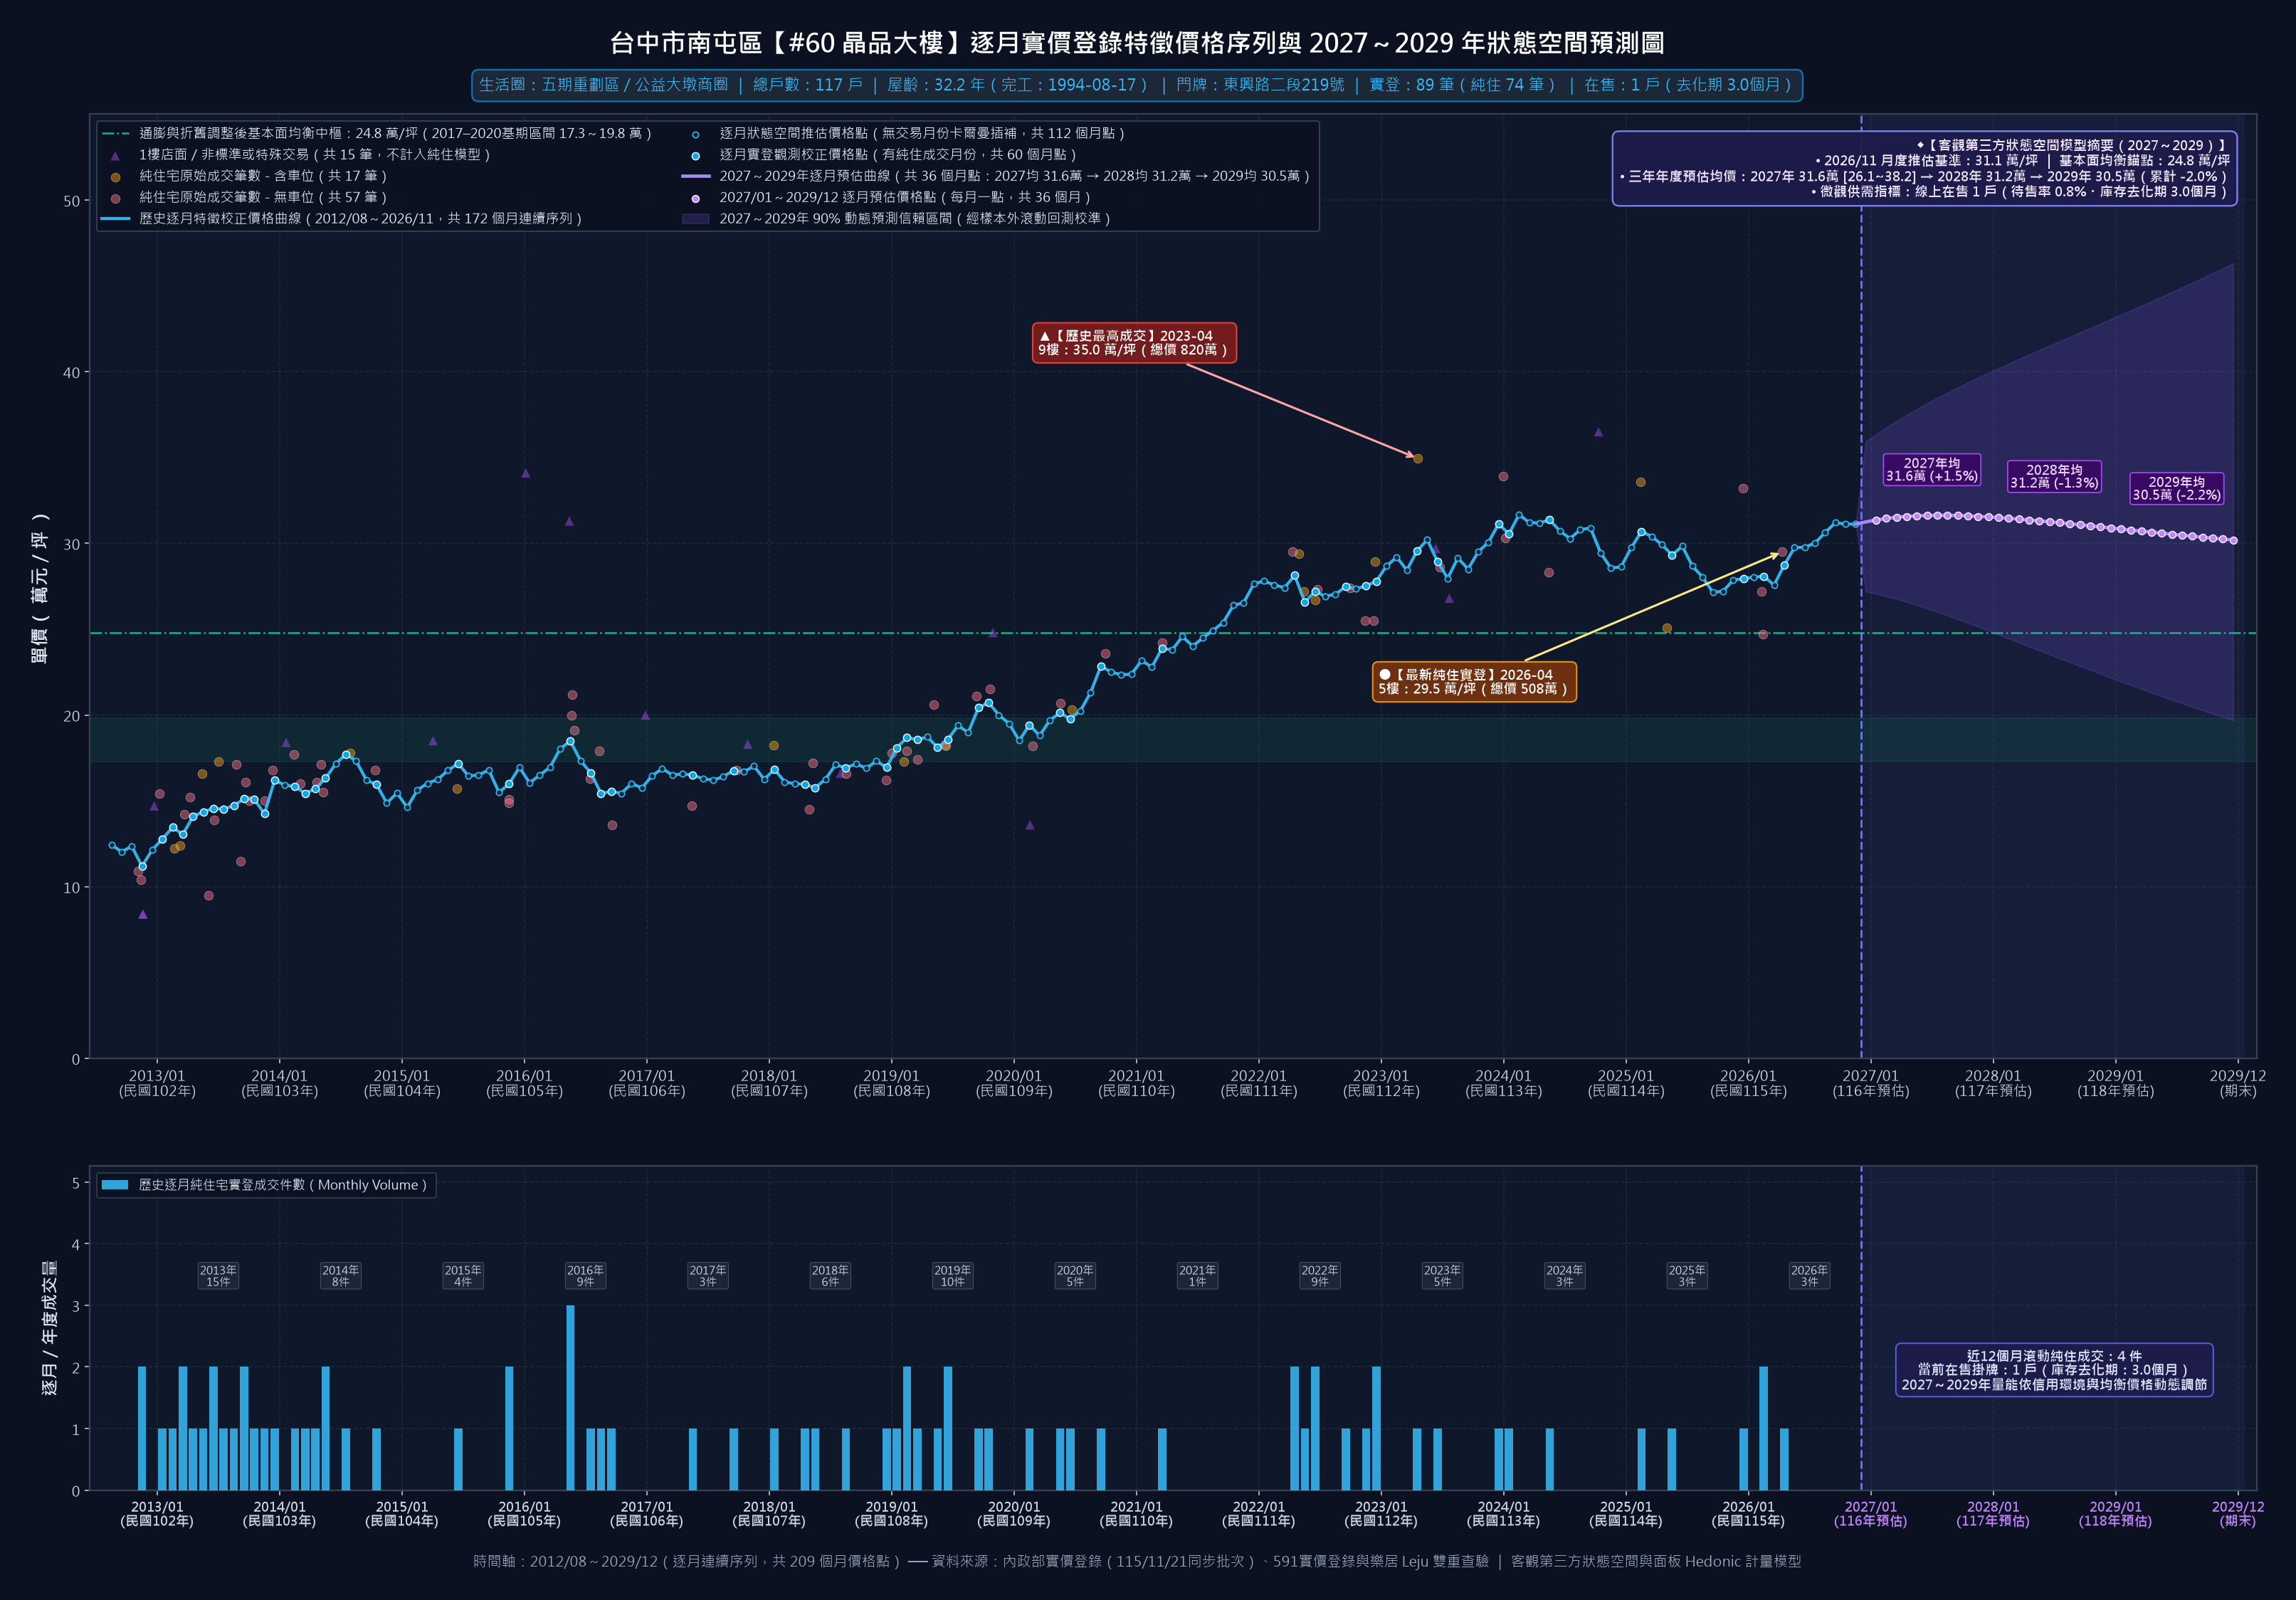 台中市南屯區【#60 晶品大樓】逐月實價登錄特徵價格序列與 2027～2029 年狀態空間預測圖
生活圈：五期重劃區 / 公益大墩商圈 ｜ 總戶數：117 戶 ｜ 屋齡：32.2 年（完工：1994-08-17） ｜ 門牌：東興路二段219號 ｜ 實登：89 筆（純住 74 筆） ｜ 在售：1 戶（去化期 3.0個月）
通膨與折舊調整後基本面均衡中樞：24.8 萬/坪（2017–2020基期區間 17.3～19.8 萬）
1樓店面 / 非標準或特殊交易（共 15 筆，不計入純住模型）
純住宅原始成交筆數 - 含車位（共 17 筆）
純住宅原始成交筆數 - 無車位（共 57 筆）
歷史逐月特徵校正價格曲線（2012/08～2026/11，共 172 個月連續序列）
逐月狀態空間推估價格點（無交易月份卡爾曼插補，共 112 個月點）
逐月實登觀測校正價格點（有純住成交月份，共 60 個月點）
2027～2029年逐月預估曲線（共 36 個月點：2027均 31.6萬 → 2028均 31.2萬 → 2029均 30.5萬）
2027/01～2029/12 逐月預估價格點（每月一點，共 36 個月）
2027～2029年 90% 動態預測信賴區間（經樣本外滾動回測校準）
◆【客觀第三方狀態空間模型摘要（2027～2029）】
• 2026/11 月度推估基準：31.1 萬/坪 ｜ 基本面均衡錨點：24.8 萬/坪
• 三年年度預估均價：2027年 31.6萬 [26.1~38.2] → 2028年 31.2萬 → 2029年 30.5萬（累計 -2.0%）
• 微觀供需指標：線上在售 1 戶（待售率 0.8%．庫存去化期 3.0個月）
▲【歷史最高成交】2023-04
9樓：35.0 萬/坪（總價 820萬）
●【最新純住實登】2026-04
5樓：29.5 萬/坪（總價 508萬）
2027年均
31.6萬 (+1.5%)
2028年均
31.2萬 (-1.3%)
2029年均
30.5萬 (-2.2%)
單價（萬元 / 坪）
50
40
30
20
10
0
2013/01
(民國102年)
2014/01
(民國103年)
2015/01
(民國104年)
2016/01
(民國105年)
2017/01
(民國106年)
2018/01
(民國107年)
2019/01
(民國108年)
2020/01
(民國109年)
2021/01
(民國110年)
2022/01
(民國111年)
2023/01
(民國112年)
2024/01
(民國113年)
2025/01
(民國114年)
2026/01
(民國115年)
2027/01
(116年預估)
2028/01
(117年預估)
2029/01
(118年預估)
2029/12
(期末)
歷史逐月純住宅實登成交件數（Monthly Volume）
逐月 / 年度成交量
5
4
3
2
1
0
2013年
15件
2014年
8件
2015年
4件
2016年
9件
2017年
3件
2018年
6件
2019年
10件
2020年
5件
2021年
1件
2022年
9件
2023年
5件
2024年
3件
2025年
3件
2026年
3件
近12個月滾動純住成交：4 件
當前在售掛牌：1 戶（庫存去化期：3.0個月）
2027～2029年量能依信用環境與均衡價格動態調節
2013/01
(民國102年)
2014/01
(民國103年)
2015/01
(民國104年)
2016/01
(民國105年)
2017/01
(民國106年)
2018/01
(民國107年)
2019/01
(民國108年)
2020/01
(民國109年)
2021/01
(民國110年)
2022/01
(民國111年)
2023/01
(民國112年)
2024/01
(民國113年)
2025/01
(民國114年)
2026/01
(民國115年)
2027/01
(116年預估)
2028/01
(117年預估)
2029/01
(118年預估)
2029/12
(期末)
時間軸：2012/08～2029/12（逐月連續序列，共 209 個月價格點） ── 資料來源：內政部實價登錄（115/11/21同步批次）、591實價登錄與樂居 Leju 雙重查驗 ｜ 客觀第三方狀態空間與面板 Hedonic 計量模型